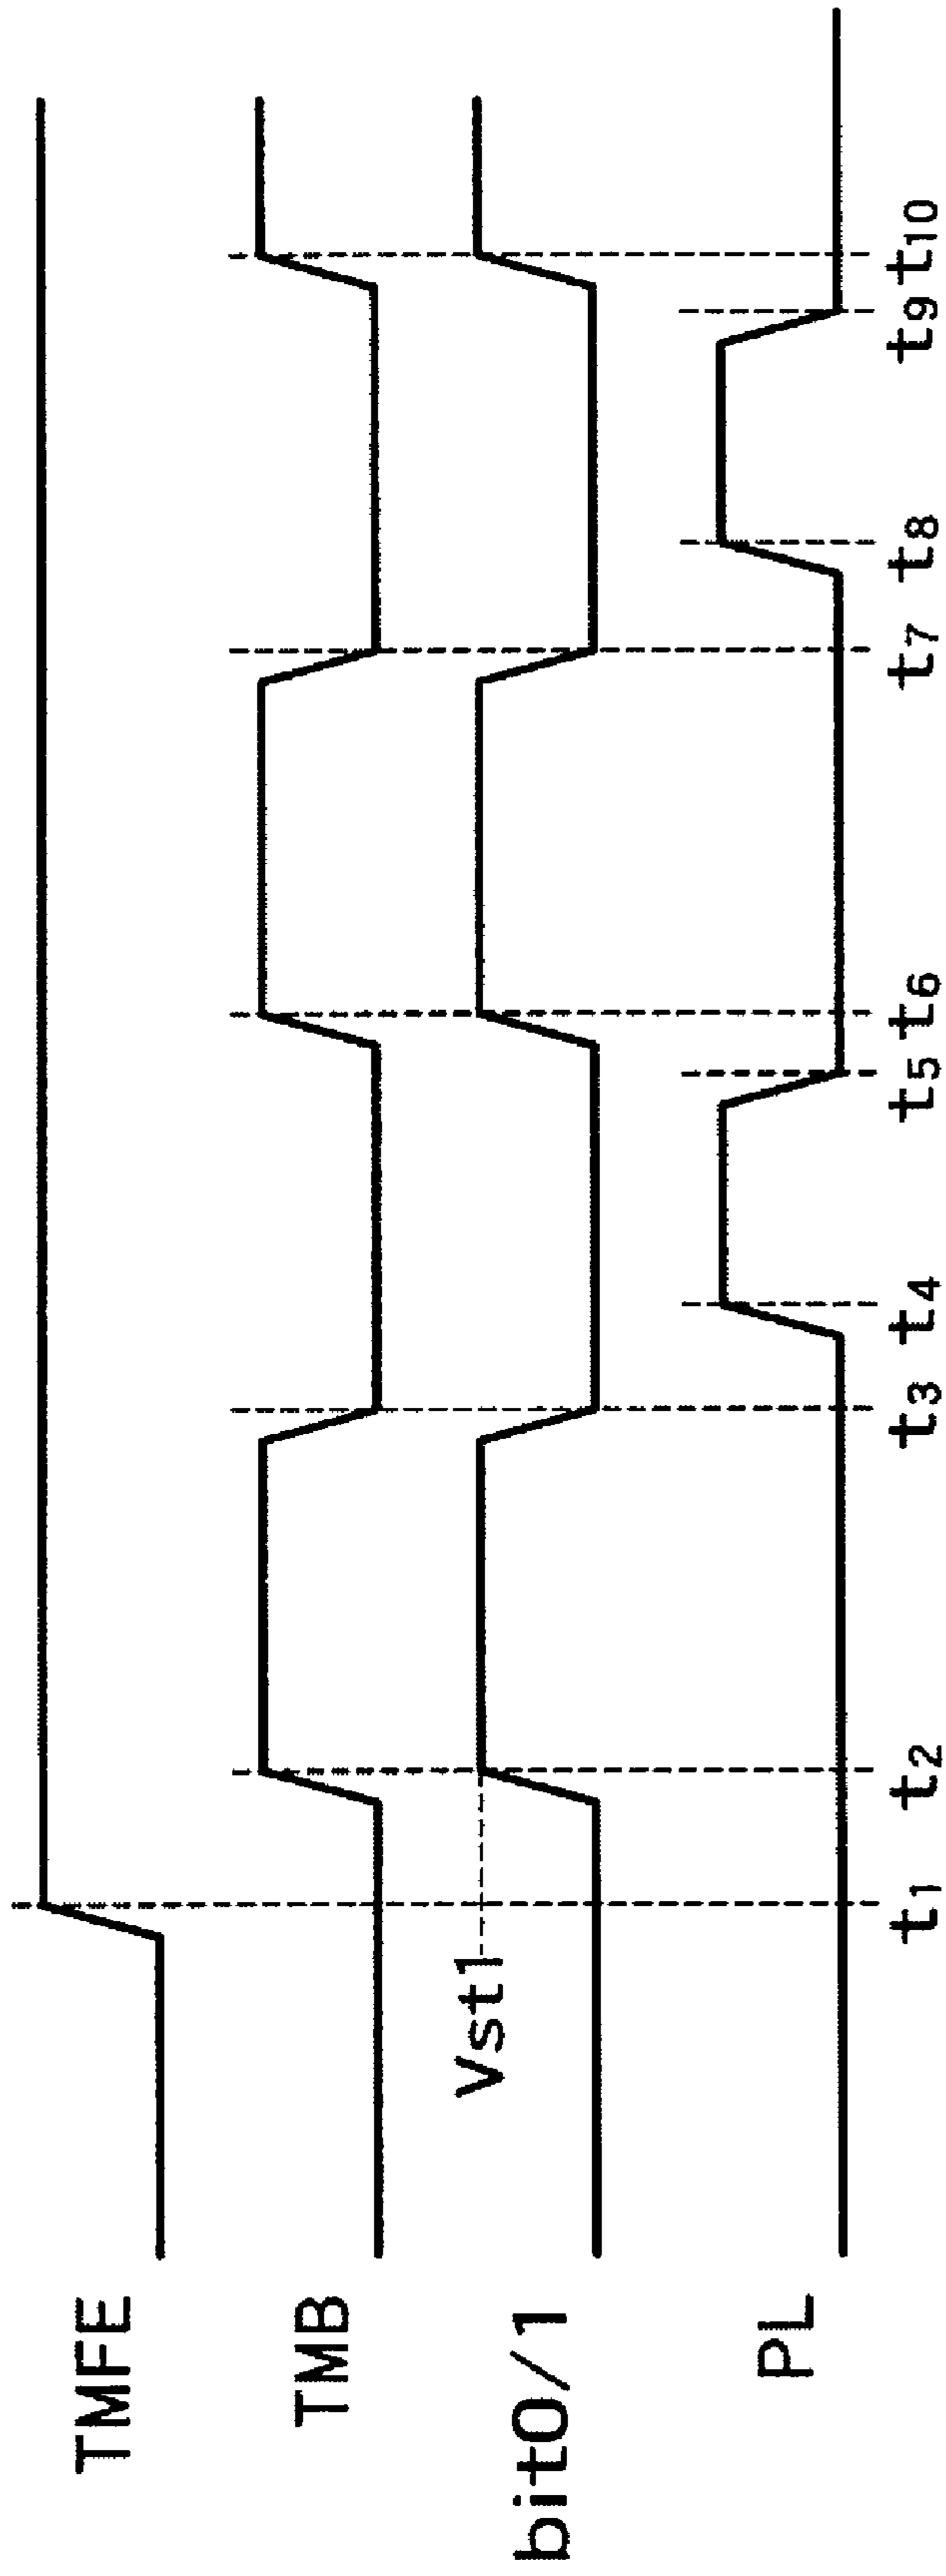 TMFE
TMB
bit0/1
Vst1
PL
t1 t2 t3 t4 t5 t6 t7 t8 t9 t10